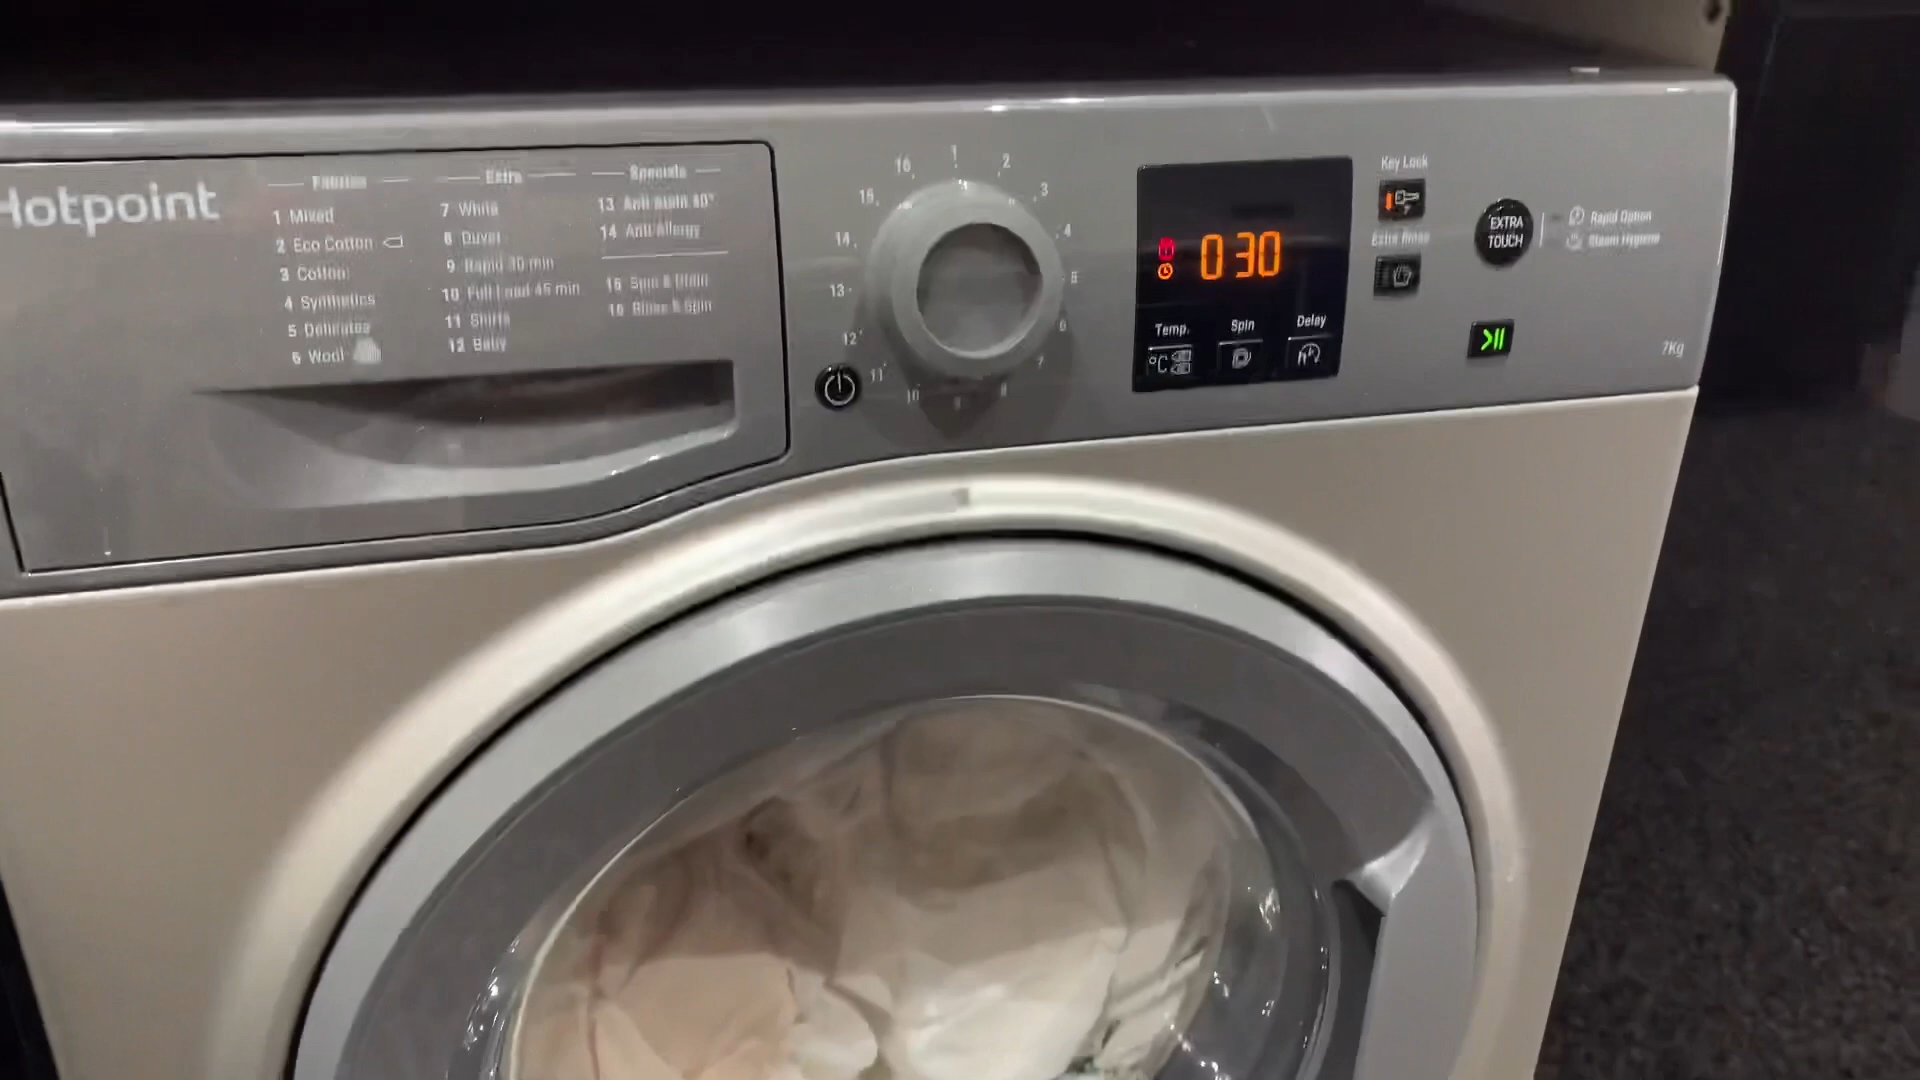 Hotpoint
1 Mixed
2 Eco Cotton
3 Cotton
4 Synthetics
5 Delicates
6 Wool
Extra
7 White
8 Duvet
9 Rapid 30 min
10 Full Load 45 min
11 Shirts
12 Baby
Specials
13 Anti stain 40°
14 Anti Allergy
15 Spin & Drain
16 Rinse & Spin
1
2
3
4
5
6
7
8
9
10
11
12
13
14
15
16
0 30
Temp.
°C
Spin
Delay
Key Lock
Extra Rinse
EXTRA
TOUCH
Rapid Option
Steam Hygiene
7Kg